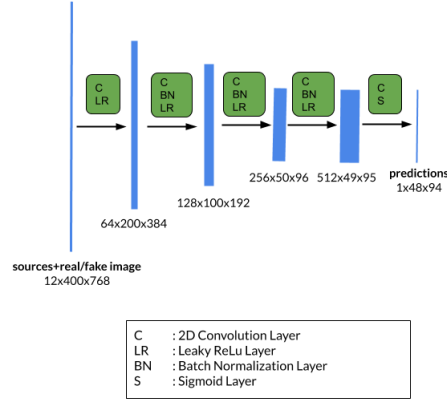 C
LR
C
BN
LR
C
BN
LR
C
BN
LR
C
S
64x200x384
128x100x192
256x50x96
512x49x95
predictions
1x48x94
sources+real/fake image
12x400x768
C : 2D Convolution Layer
LR : Leaky ReLu Layer
BN : Batch Normalization Layer
S : Sigmoid Layer